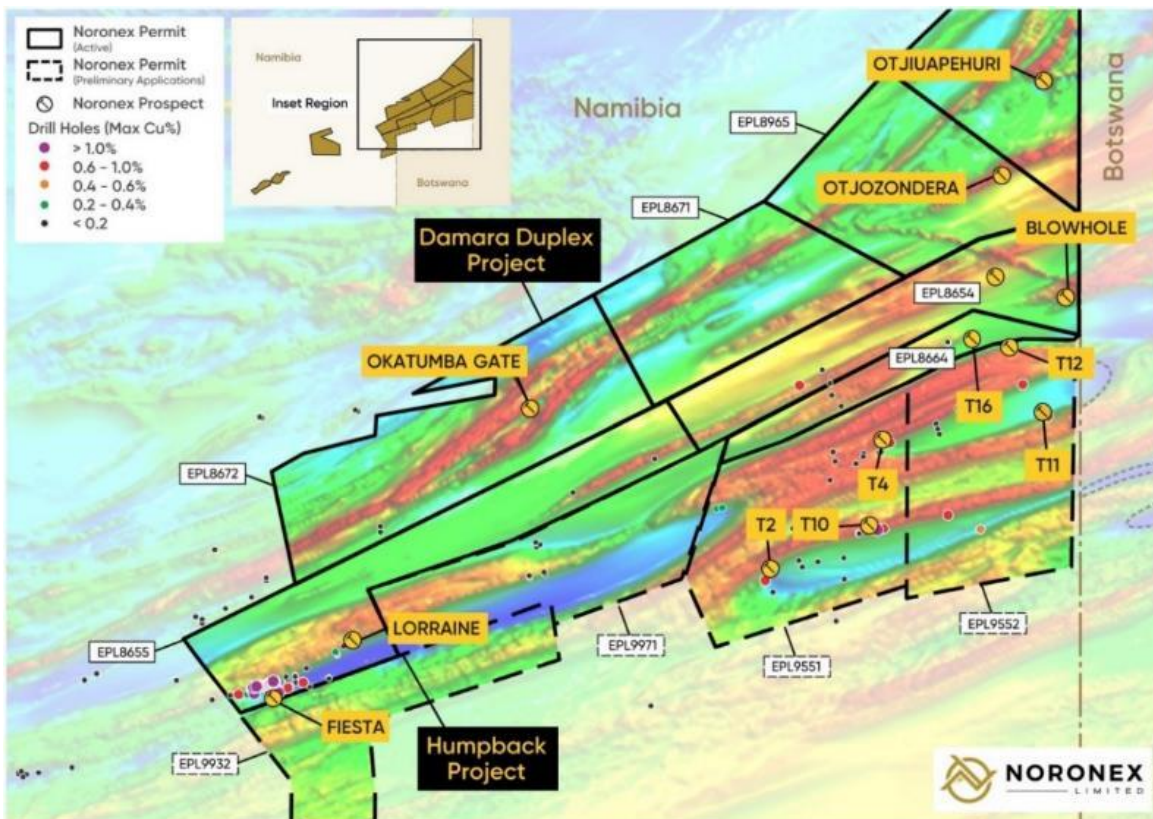 Noronex Permit
(Active)
Noronex Permit
(Preliminary Applications)
Noronex Prospect
Drill Holes (Max Cu%)
> 1.0%
0.6 - 1.0%
0.4 - 0.6%
0.2 - 0.4%
< 0.2
Namibia
Inset Region
Botswana
Namibia
Botswana
OTJIUAPEHURI
EPL8965
OTJOZONDERA
EPL8671
BLOWHOLE
Damara Duplex
Project
EPL8654
OKATUMBA GATE
EPL8664
T12
T16
T11
T4
EPL8672
T2
T10
LORRAINE
EPL8655
EPL9971
EPL9552
EPL9551
FIESTA
Humpback
Project
EPL9932
NORONEX
LIMITED